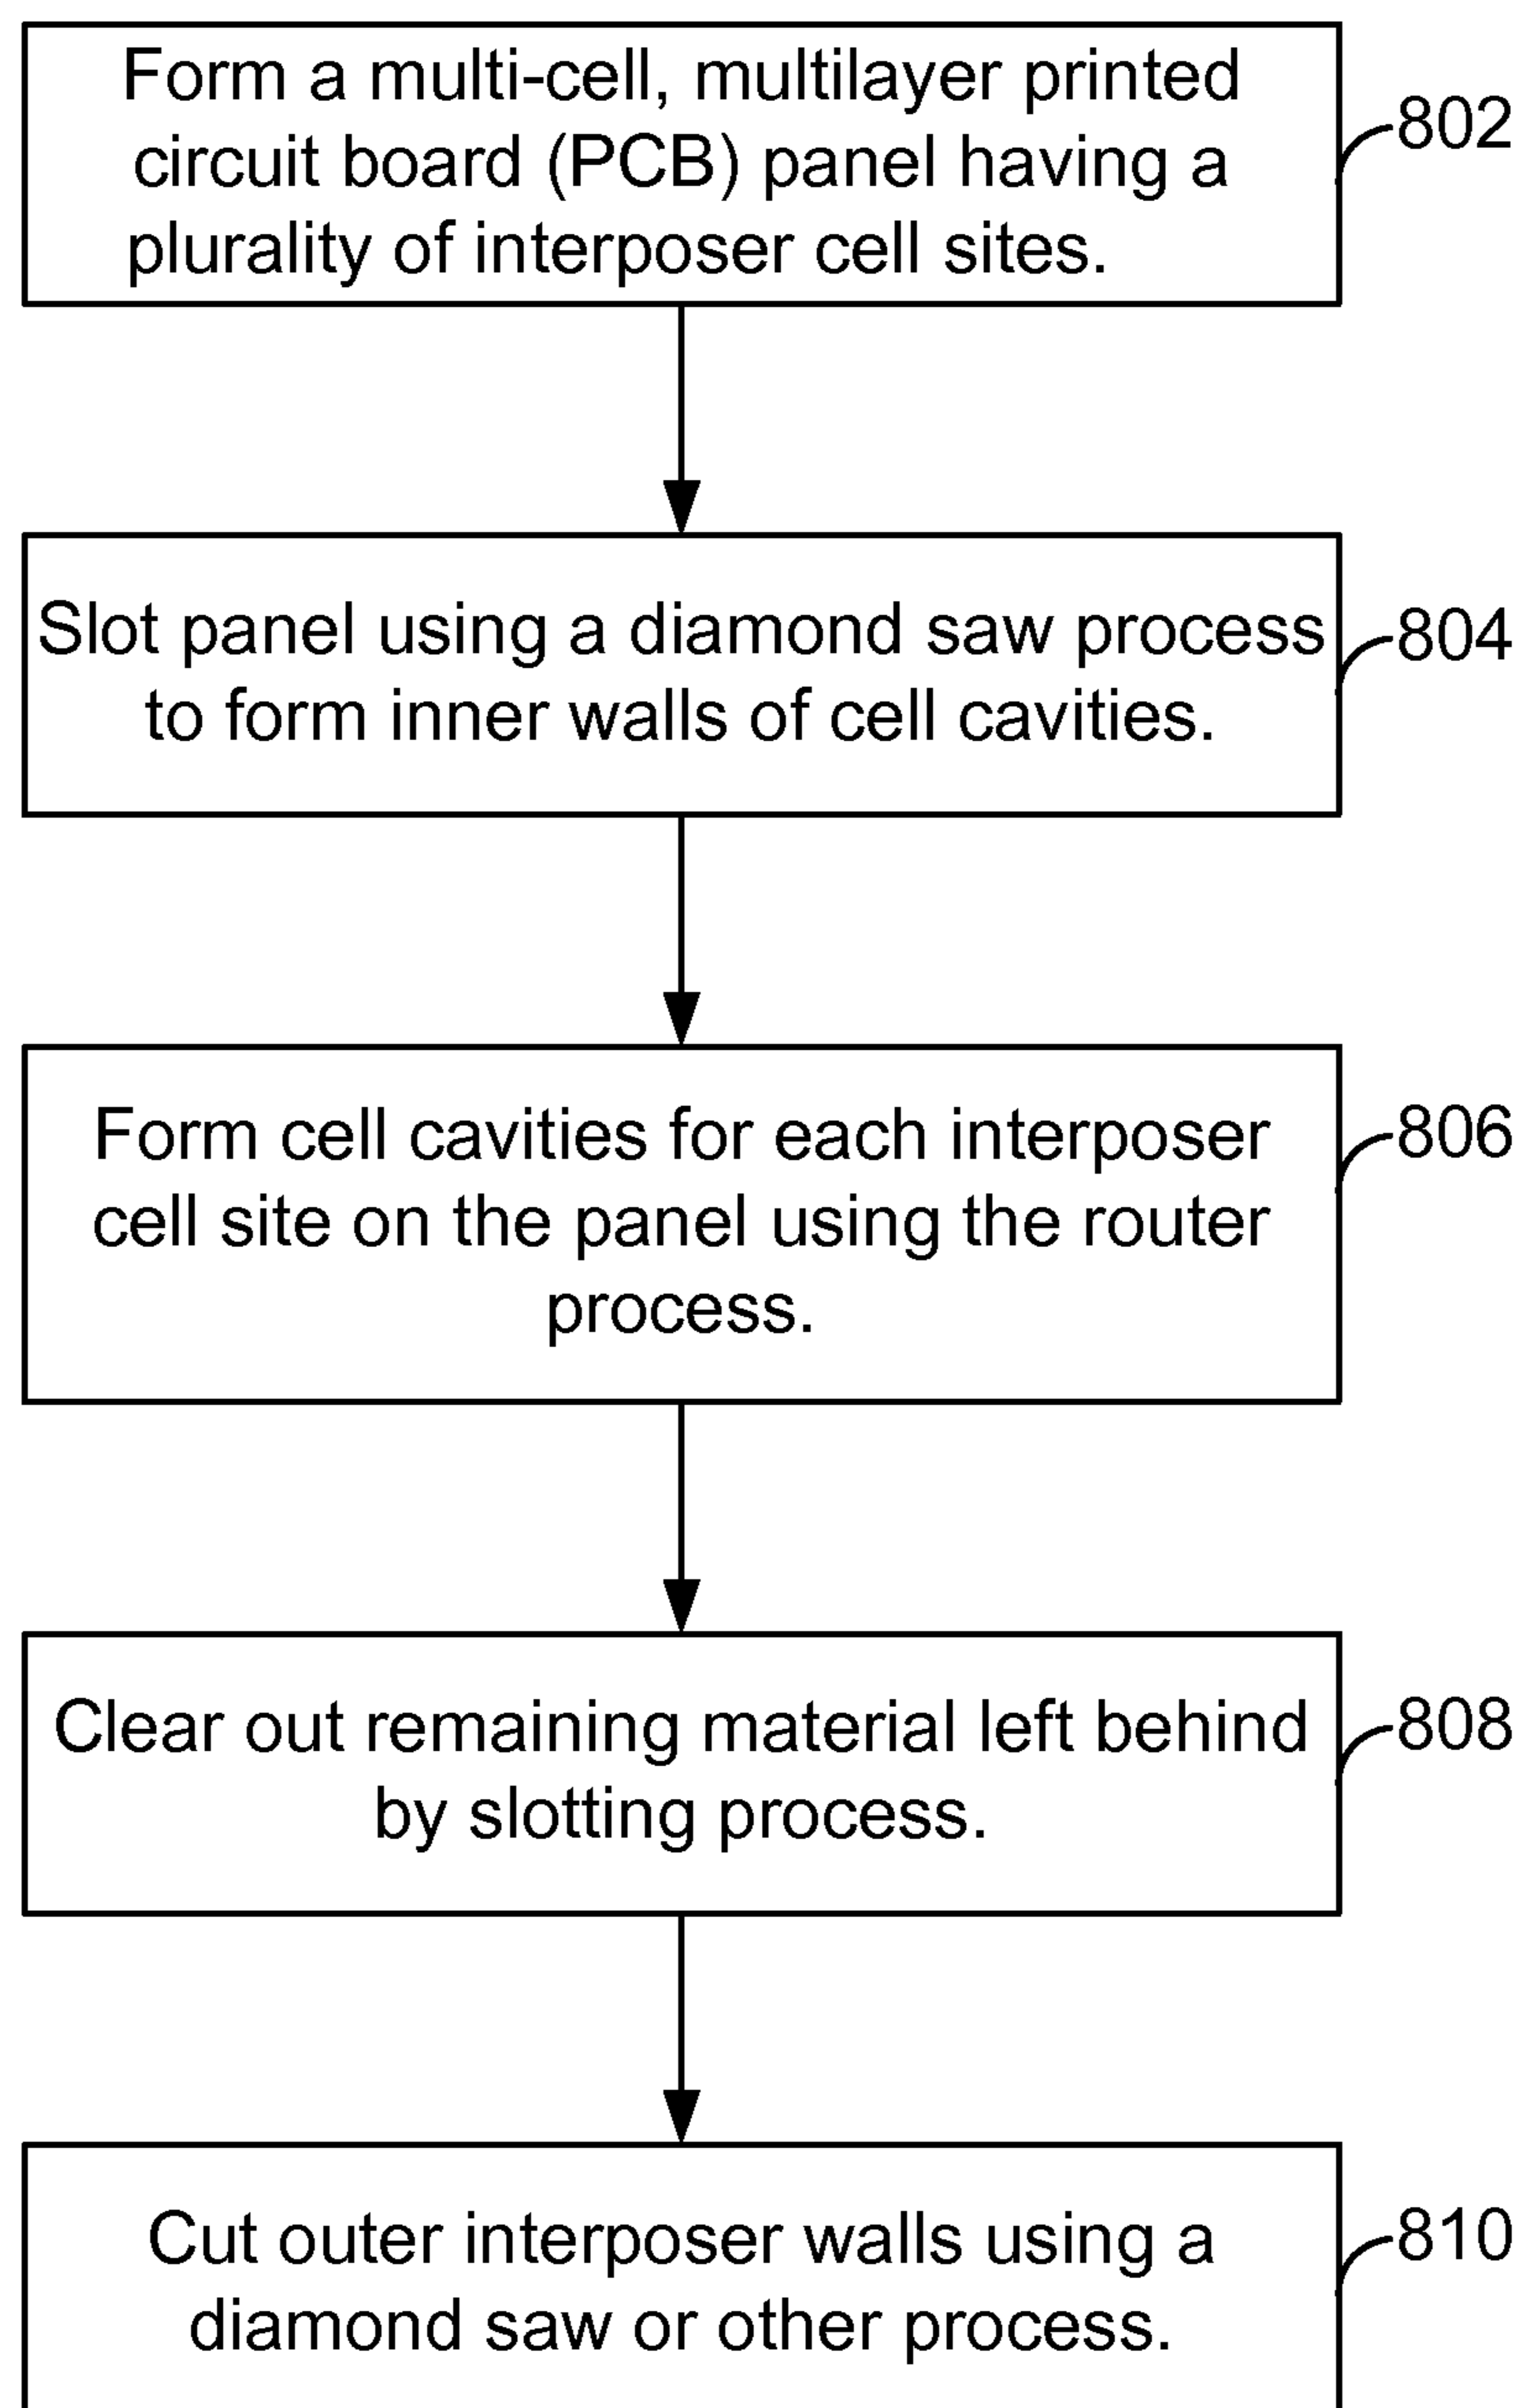 Form a multi-cell, multilayer printed
circuit board (PCB) panel having a
plurality of interposer cell sites.
802
Slot panel using a diamond saw process
to form inner walls of cell cavities.
804
Form cell cavities for each interposer
cell site on the panel using the router
process.
806
Clear out remaining material left behind
by slotting process.
808
Cut outer interposer walls using a
diamond saw or other process.
810